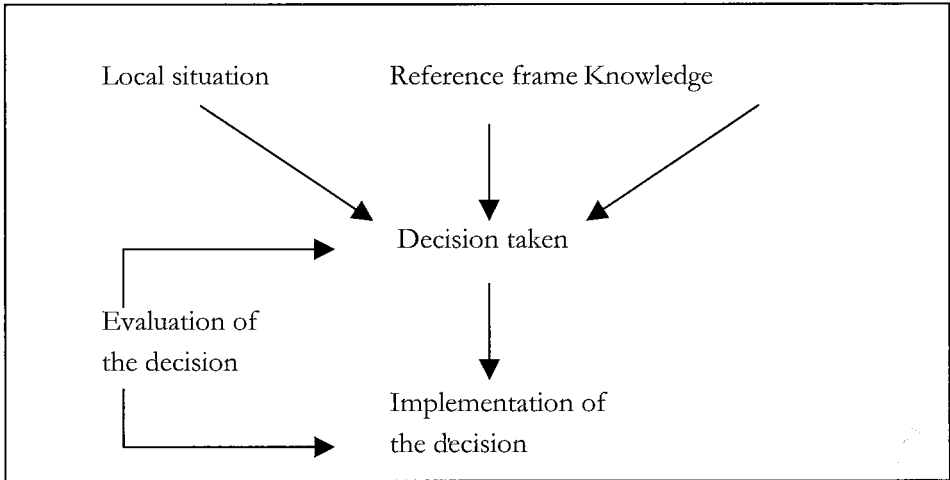 Local situation
Reference frame Knowledge
Decision taken
Evaluation of
the decision
Implementation of
the decision